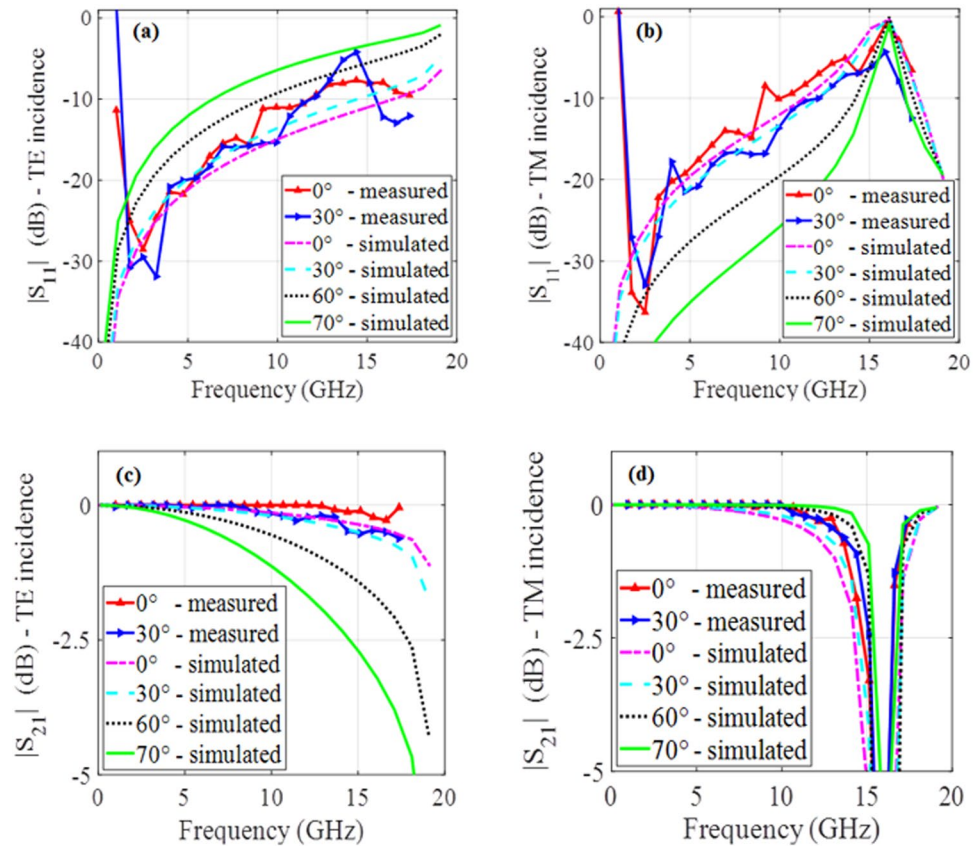 (a)
|S11| (dB) - TE incidence
0
-10
-20
-30
-40
0° - measured
30° - measured
0° - simulated
30° - simulated
60° - simulated
70° - simulated
0 5 10 15 20
Frequency (GHz)
(b)
|S11| (dB) - TM incidence
0
-10
-20
-30
-40
0° - measured
30° - measured
0° - simulated
30° - simulated
60° - simulated
70° - simulated
0 5 10 15 20
Frequency (GHz)
(c)
|S21| (dB) - TE incidence
0
-2.5
-5
0° - measured
30° - measured
0° - simulated
30° - simulated
60° - simulated
70° - simulated
0 5 10 15 20
Frequency (GHz)
(d)
|S21| (dB) - TM incidence
0
-2.5
-5
0° - measured
30° - measured
0° - simulated
30° - simulated
60° - simulated
70° - simulated
0 5 10 15 20
Frequency (GHz)